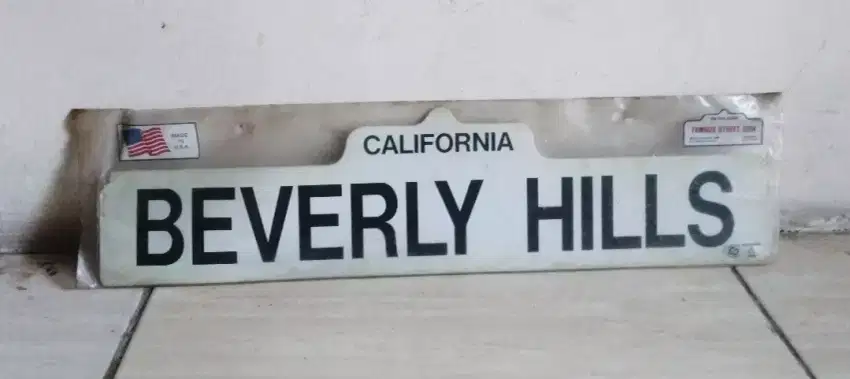 MADE
IN
U.S.A.
FAMOUS STREET SIGN
CALIFORNIA
BEVERLY HILLS